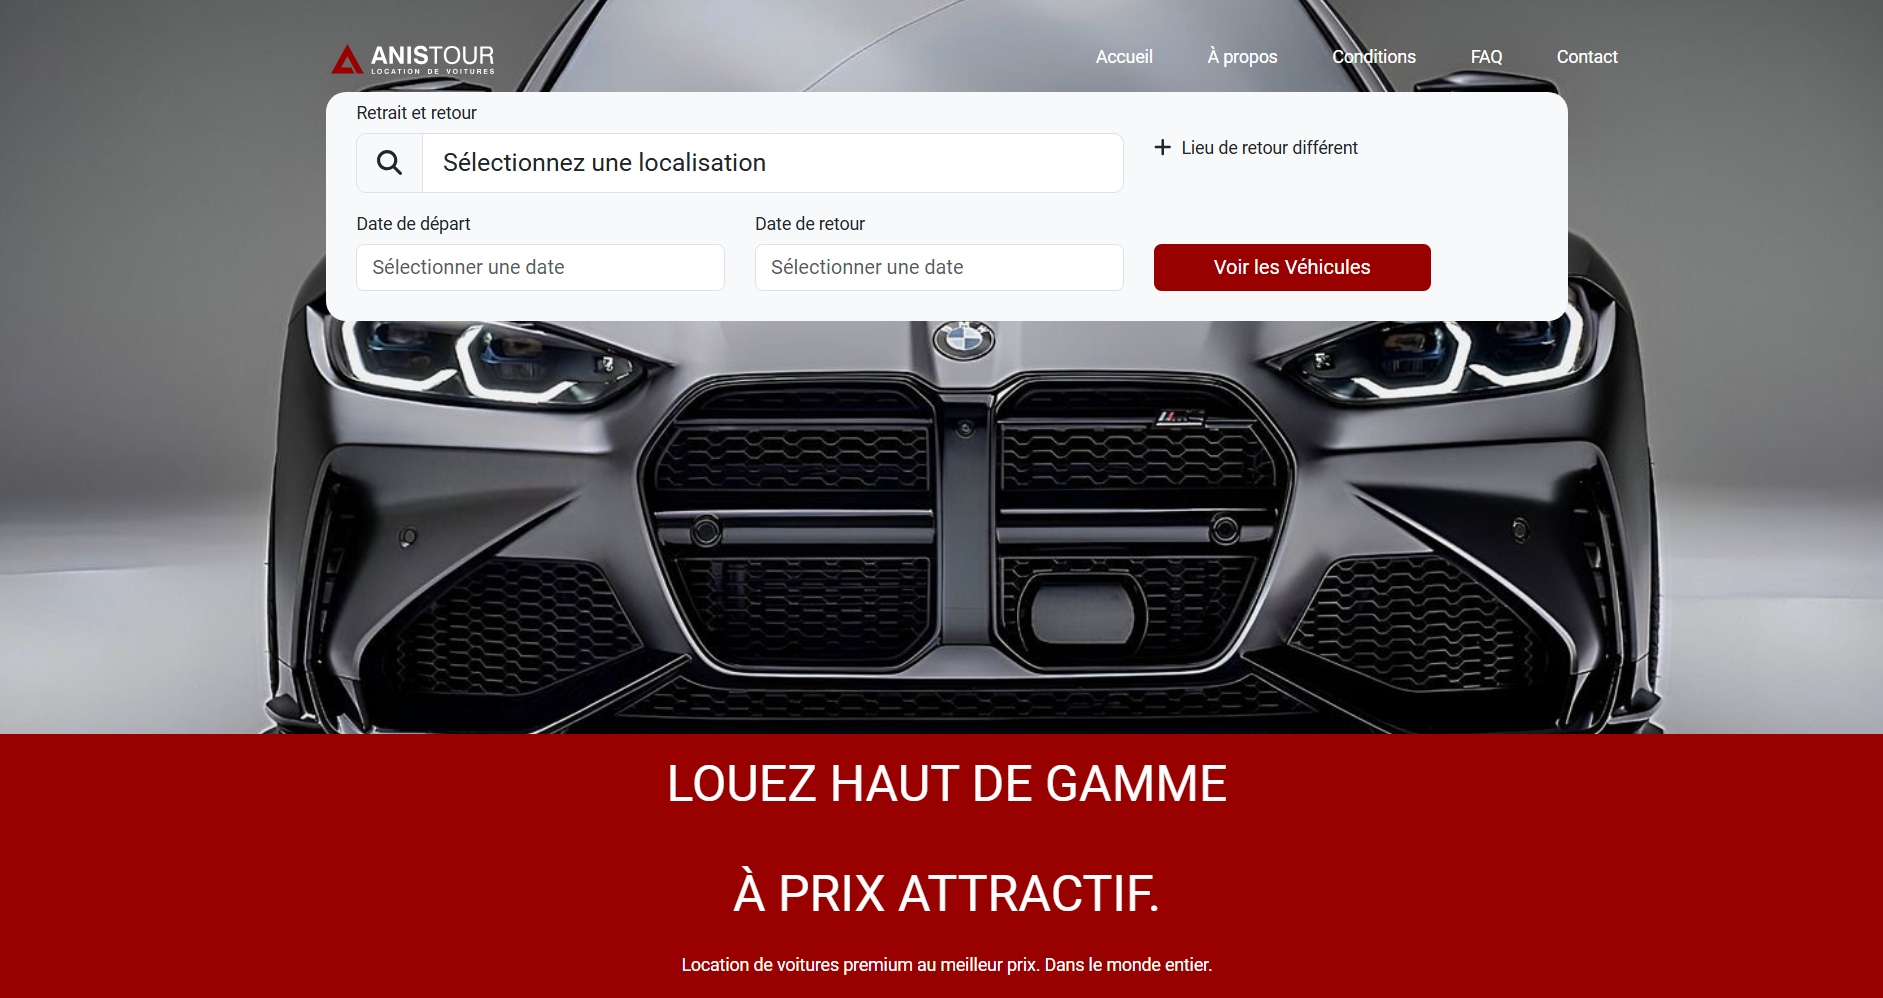 ANISTOUR
LOCATION DE VOITURES
Accueil
À propos
Conditions
FAQ
Contact
Retrait et retour
Sélectionnez une localisation
Lieu de retour différent
Date de départ
Date de retour
Sélectionner une date
Sélectionner une date
Voir les Véhicules
BMW
LOUEZ HAUT DE GAMME
À PRIX ATTRACTIF.
Location de voitures premium au meilleur prix. Dans le monde entier.